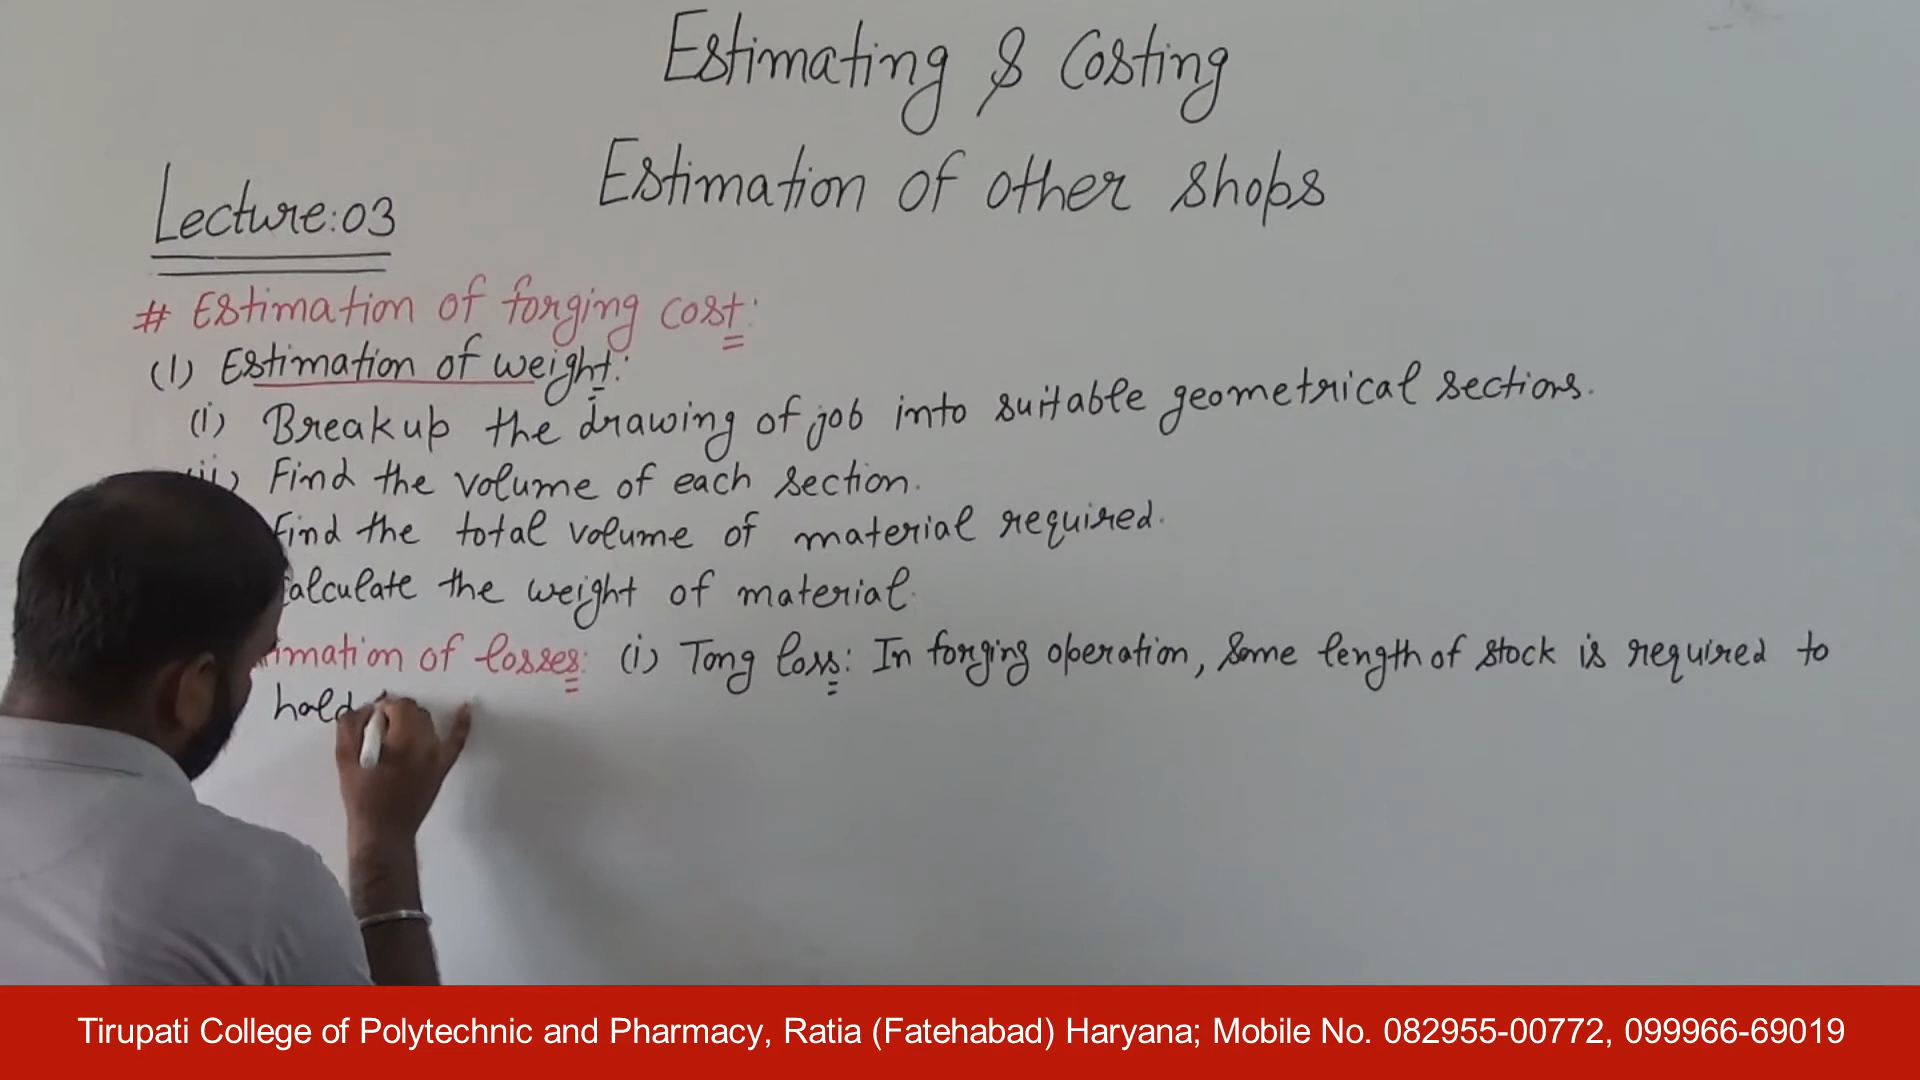 Estimating & Costing
Estimation of other shops
Lecture:03
# Estimation of forging cost:
(1) Estimation of weight:
(i) Breakup the drawing of job into suitable geometrical sections.
Find the volume of each section.
Find the total volume of material required.
Calculate the weight of material.
imation of losses: (i) Tong loss: In forging operation, Some length of stock is required to
hold
Tirupati College of Polytechnic and Pharmacy, Ratia (Fatehabad) Haryana; Mobile No. 082955-00772, 099966-69019